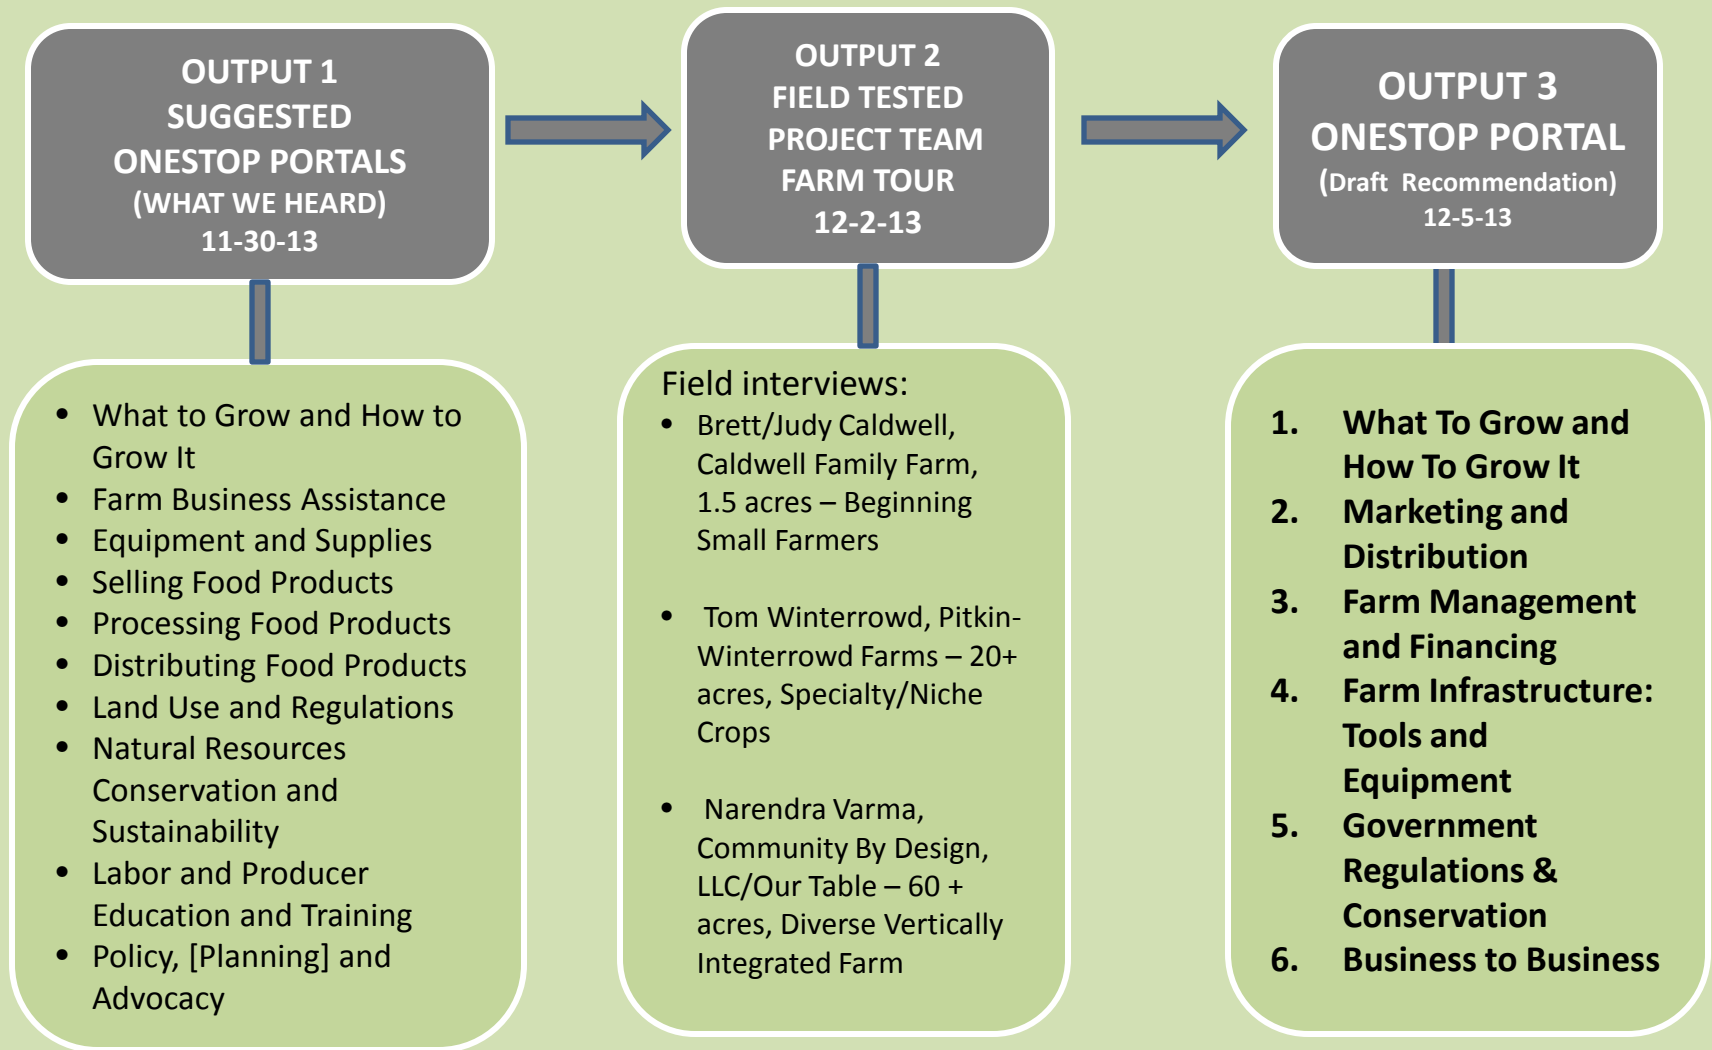 OUTPUT 1
SUGGESTED
ONESTOP PORTALS
(WHAT WE HEARD)
11-30-13
OUTPUT 2
FIELD TESTED
PROJECT TEAM
FARM TOUR
12-2-13
OUTPUT 3
ONESTOP PORTAL
(Draft Recommendation)
12-5-13
• What to Grow and How to
Grow It
• Farm Business Assistance
• Equipment and Supplies
• Selling Food Products
• Processing Food Products
• Distributing Food Products
• Land Use and Regulations
• Natural Resources
Conservation and
Sustainability
• Labor and Producer
Education and Training
• Policy, [Planning] and
Advocacy
Field interviews:
• Brett/Judy Caldwell,
Caldwell Family Farm,
1.5 acres – Beginning
Small Farmers
• Tom Winterrowd, Pitkin-
Winterrowd Farms – 20+
acres, Specialty/Niche
Crops
• Narendra Varma,
Community By Design,
LLC/Our Table – 60 +
acres, Diverse Vertically
Integrated Farm
1. What To Grow and
How To Grow It
2. Marketing and
Distribution
3. Farm Management
and Financing
4. Farm Infrastructure:
Tools and
Equipment
5. Government
Regulations &
Conservation
6. Business to Business